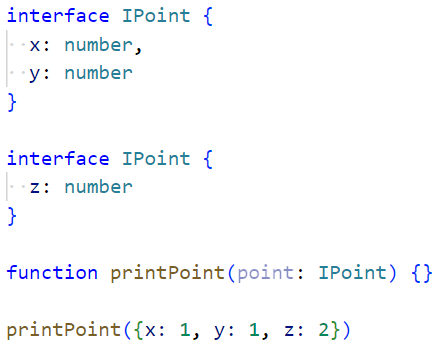 interface IPoint {
  x: number,
  y: number
}

interface IPoint {
  z: number
}

function printPoint(point: IPoint) {}

printPoint({x: 1, y: 1, z: 2})